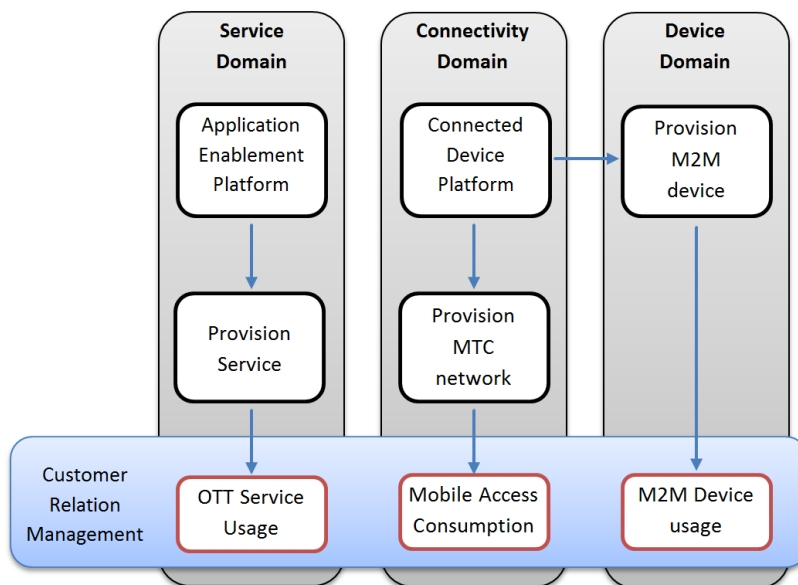 Service
Domain
Connectivity
Domain
Device
Domain
Application
Enablement
Platform
Connected
Device
Platform
Provision
M2M
device
Provision
Service
Provision
MTC
network
Customer
Relation
Management
OTT Service
Usage
Mobile Access
Consumption
M2M Device
usage